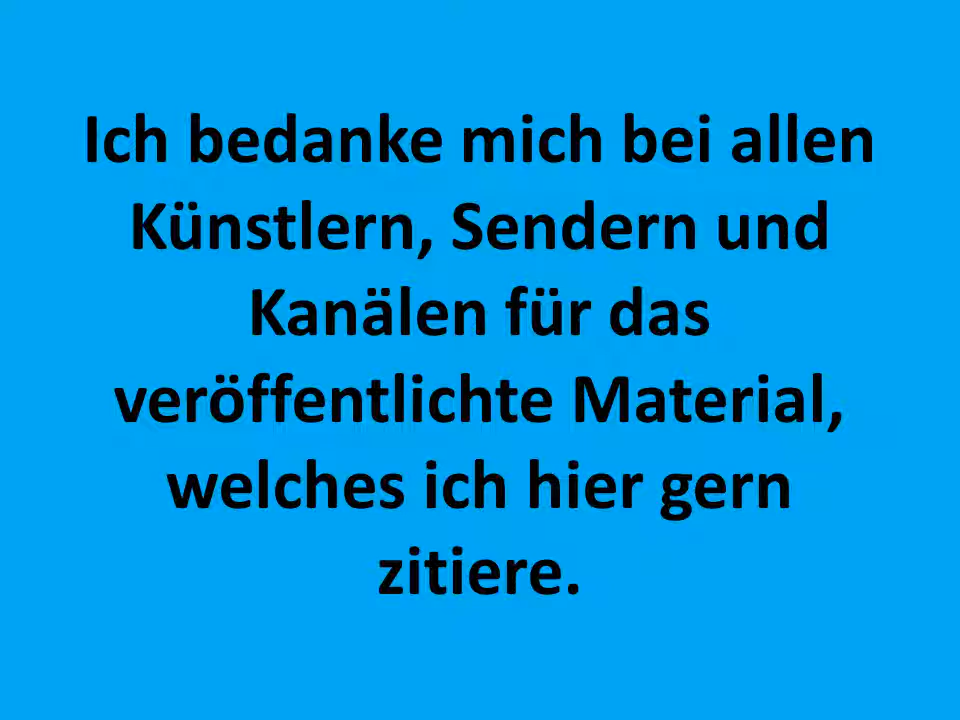 Ich bedanke mich bei allen
Künstlern, Sendern und
Kanälen für das
veröffentlichte Material,
welches ich hier gern
zitiere.